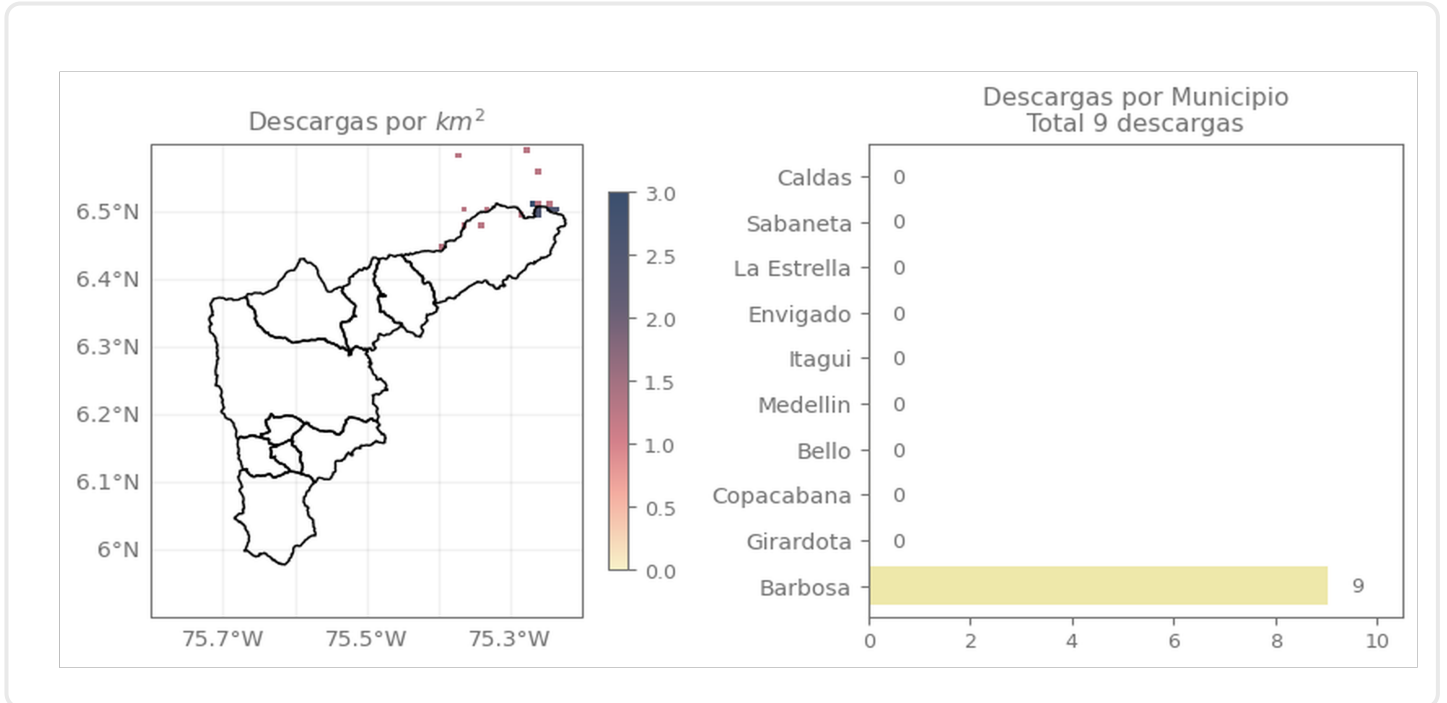 Descargas por km²
6.5°N
6.4°N
6.3°N
6.2°N
6.1°N
6°N
75.7°W 75.5°W 75.3°W
3.0
2.5
2.0
1.5
1.0
0.5
0.0
Descargas por Municipio
Total 9 descargas
Caldas 0
Sabaneta 0
La Estrella 0
Envigado 0
Itagui 0
Medellin 0
Bello 0
Copacabana 0
Girardota 0
Barbosa 9
0 2 4 6 8 10